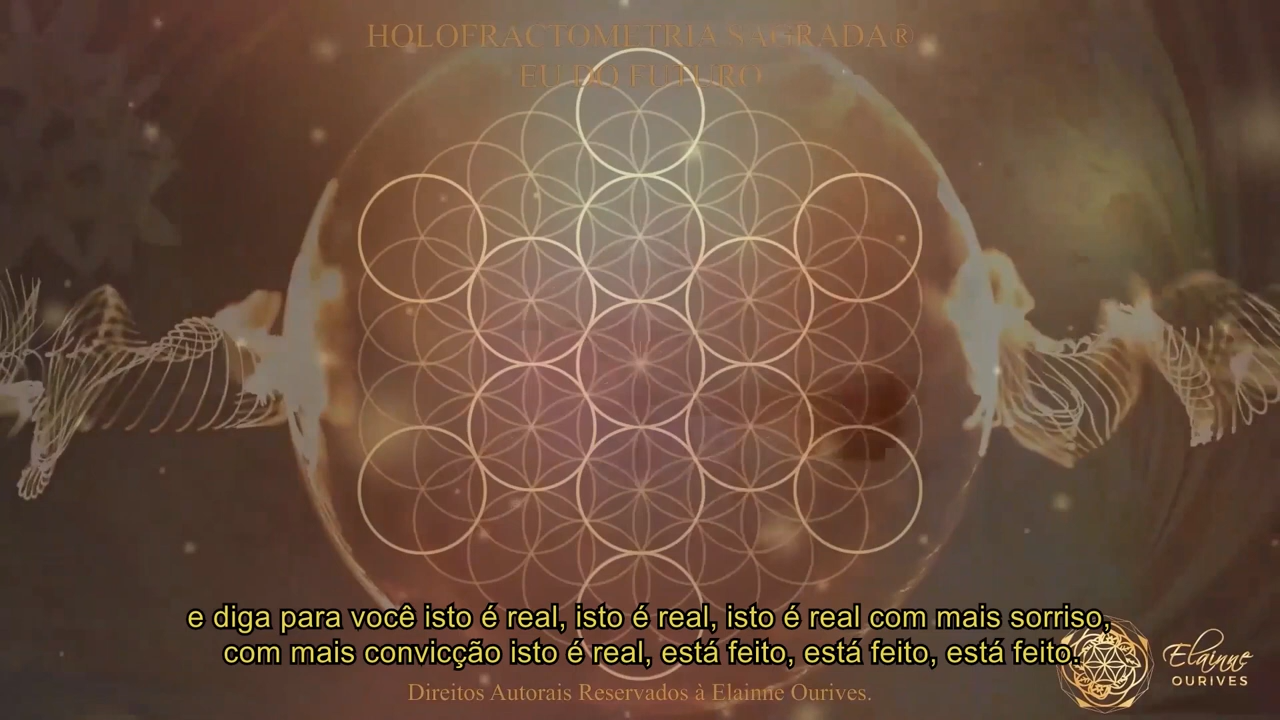 HOLOFRACTOMETRIA SAGRADA®
EU DO FUTURO
e diga para você isto é real, isto é real, isto é real com mais sorriso,
com mais convicção isto é real, está feito, está feito, está feito.
Elainne
OURIVES
Direitos Autorais Reservados à Elainne Ourives.